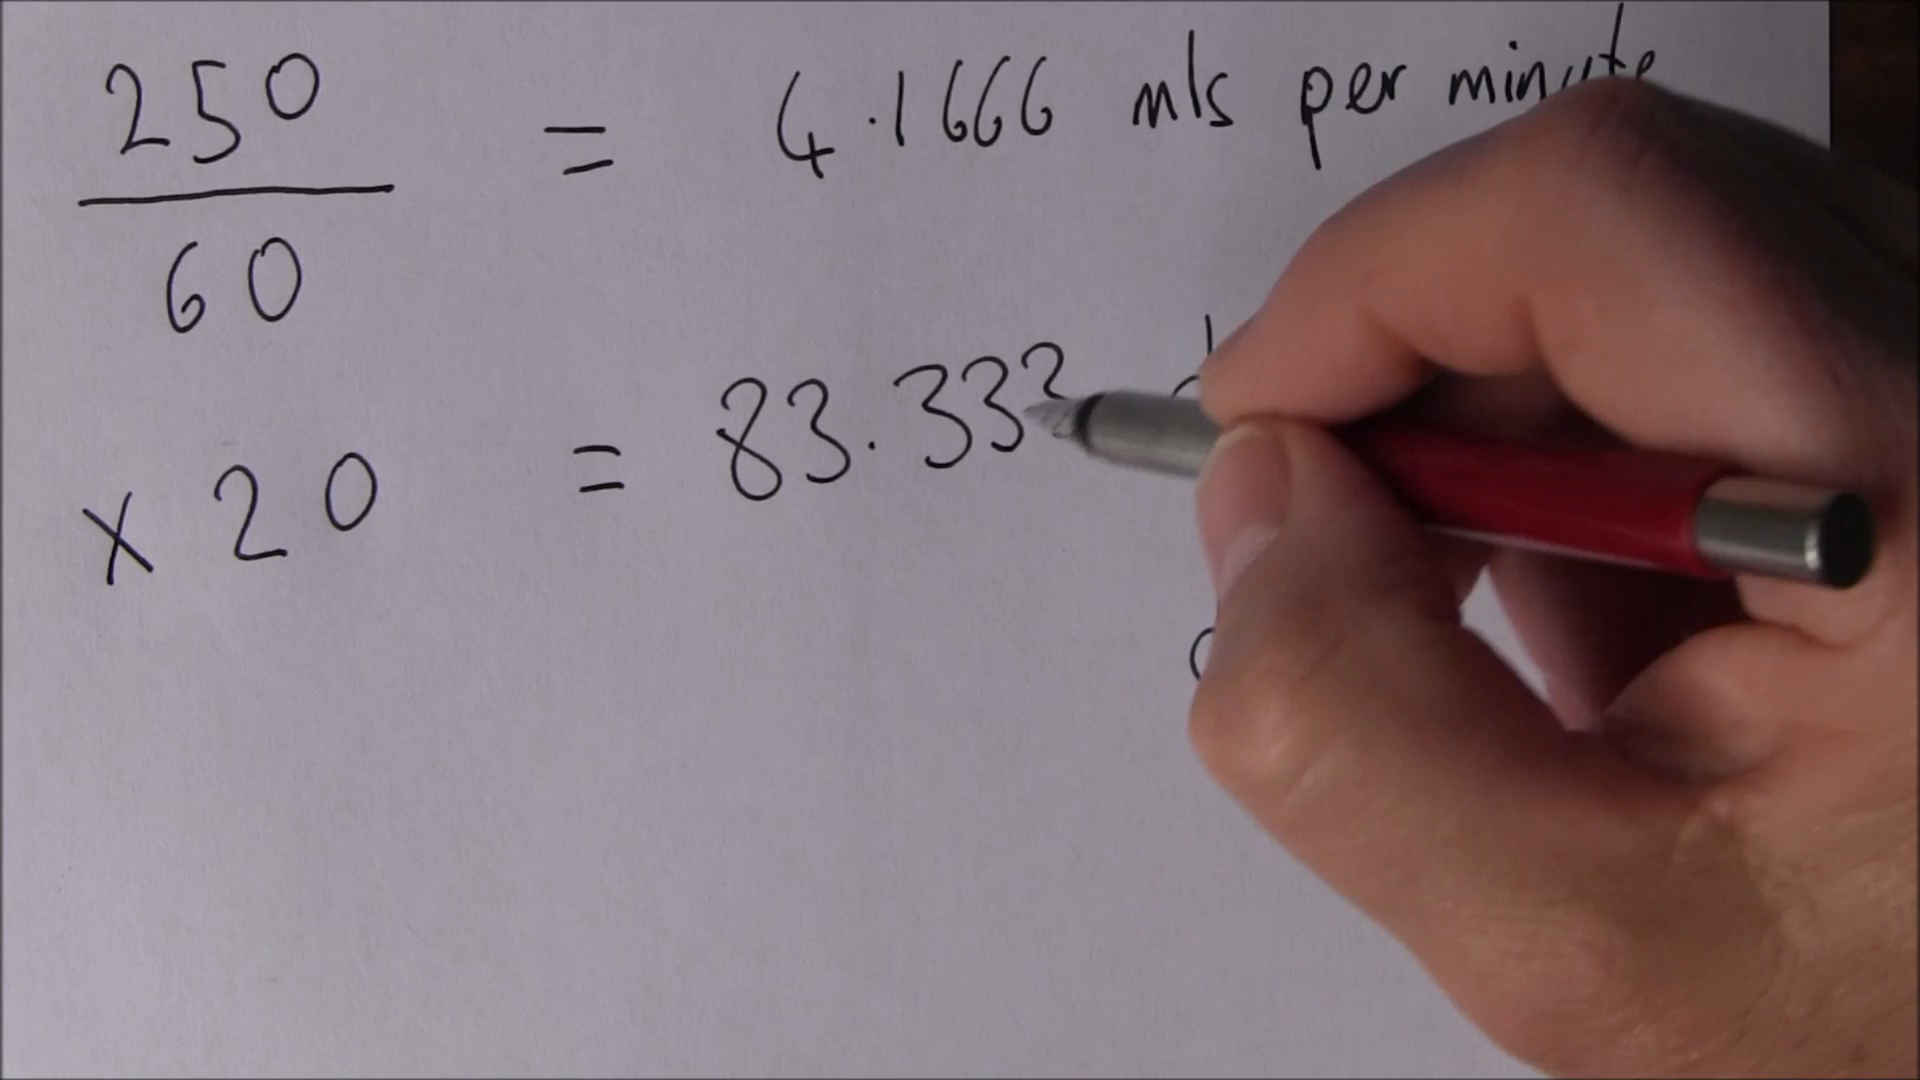 250 = 4.1666 mls per minute
60
x 20 = 83.333